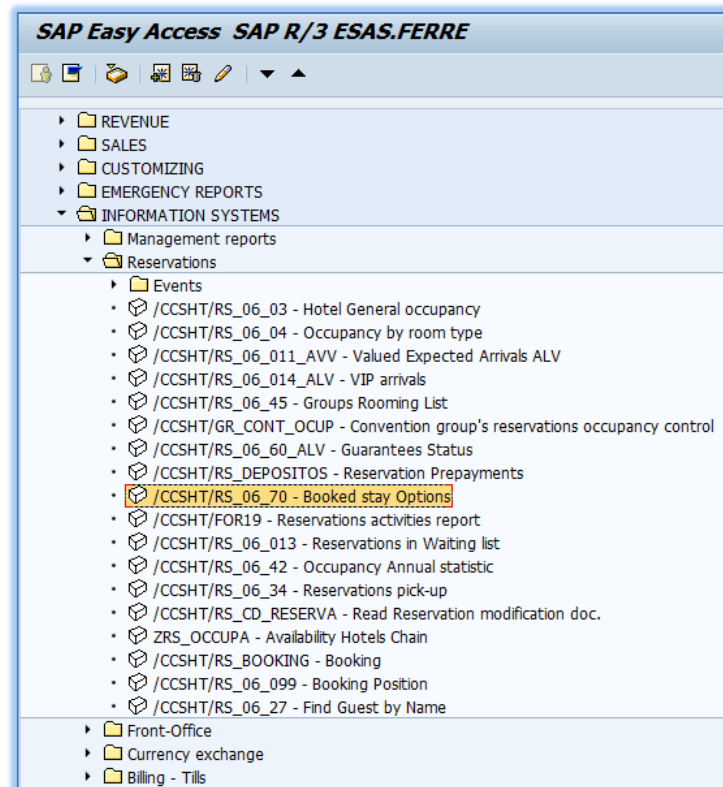 SAP Easy Access SAP R/3 ESAS.FERRE
REVENUE
SALES
CUSTOMIZING
EMERGENCY REPORTS
INFORMATION SYSTEMS
Management reports
Reservations
Events
/CCSHT/RS_06_03 - Hotel General occupancy
/CCSHT/RS_06_04 - Occupancy by room type
/CCSHT/RS_06_011_AVV - Valued Expected Arrivals ALV
/CCSHT/RS_06_014_ALV - VIP arrivals
/CCSHT/RS_06_45 - Groups Rooming List
/CCSHT/GR_CONT_OCUP - Convention group's reservations occupancy control
/CCSHT/RS_06_60_ALV - Guarantees Status
/CCSHT/RS_DEPOSITOS - Reservation Prepayments
/CCSHT/RS_06_70 - Booked stay Options
/CCSHT/FOR19 - Reservations activities report
/CCSHT/RS_06_013 - Reservations in Waiting list
/CCSHT/RS_06_42 - Occupancy Annual statistic
/CCSHT/RS_06_34 - Reservations pick-up
/CCSHT/RS_CD_RESERVA - Read Reservation modification doc.
ZRS_OCCUPA - Availability Hotels Chain
/CCSHT/RS_BOOKING - Booking
/CCSHT/RS_06_099 - Booking Position
/CCSHT/RS_06_27 - Find Guest by Name
Front-Office
Currency exchange
Billing - Tills